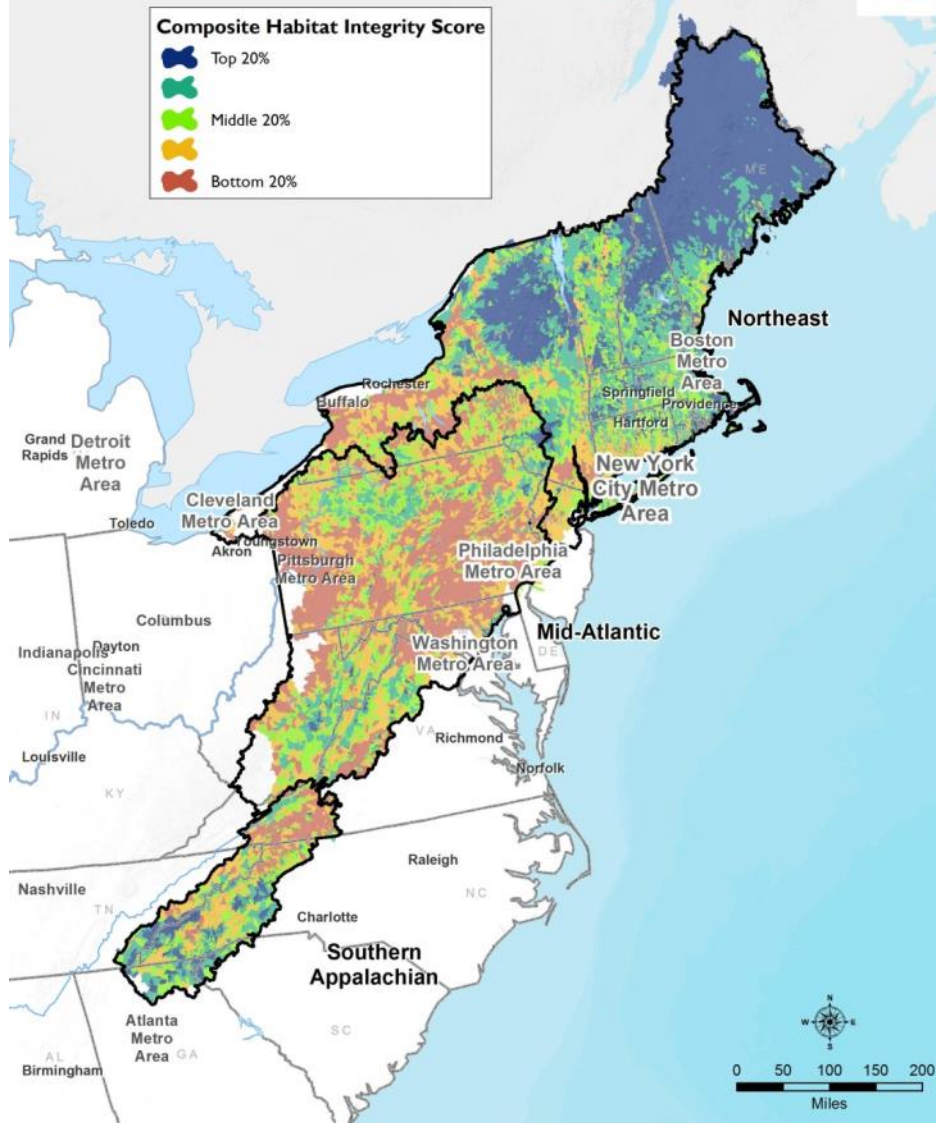 Composite Habitat Integrity Score
Top 20%
Middle 20%
Bottom 20%
ME
Northeast
Boston
Metro
Area
Rochester
Buffalo
Springfield
Providence
Hartford
Grand
Rapids
Detroit
Metro
Area
New York
City Metro
Area
Cleveland
Metro Area
Toledo
Youngstown
Akron
Pittsburgh
Metro Area
Philadelphia
Metro Area
Columbus
Mid-Atlantic
Washington
Metro Area
DE
Indianapolis
Dayton
Cincinnati
Metro
Area
IN
VA
Richmond
Louisville
Norfolk
KY
Raleigh
Nashville
NC
TN
Charlotte
Southern
Appalachian
Atlanta
Metro
Area
SC
AL
GA
Birmingham
N
W
E
S
0 50 100 150 200
Miles